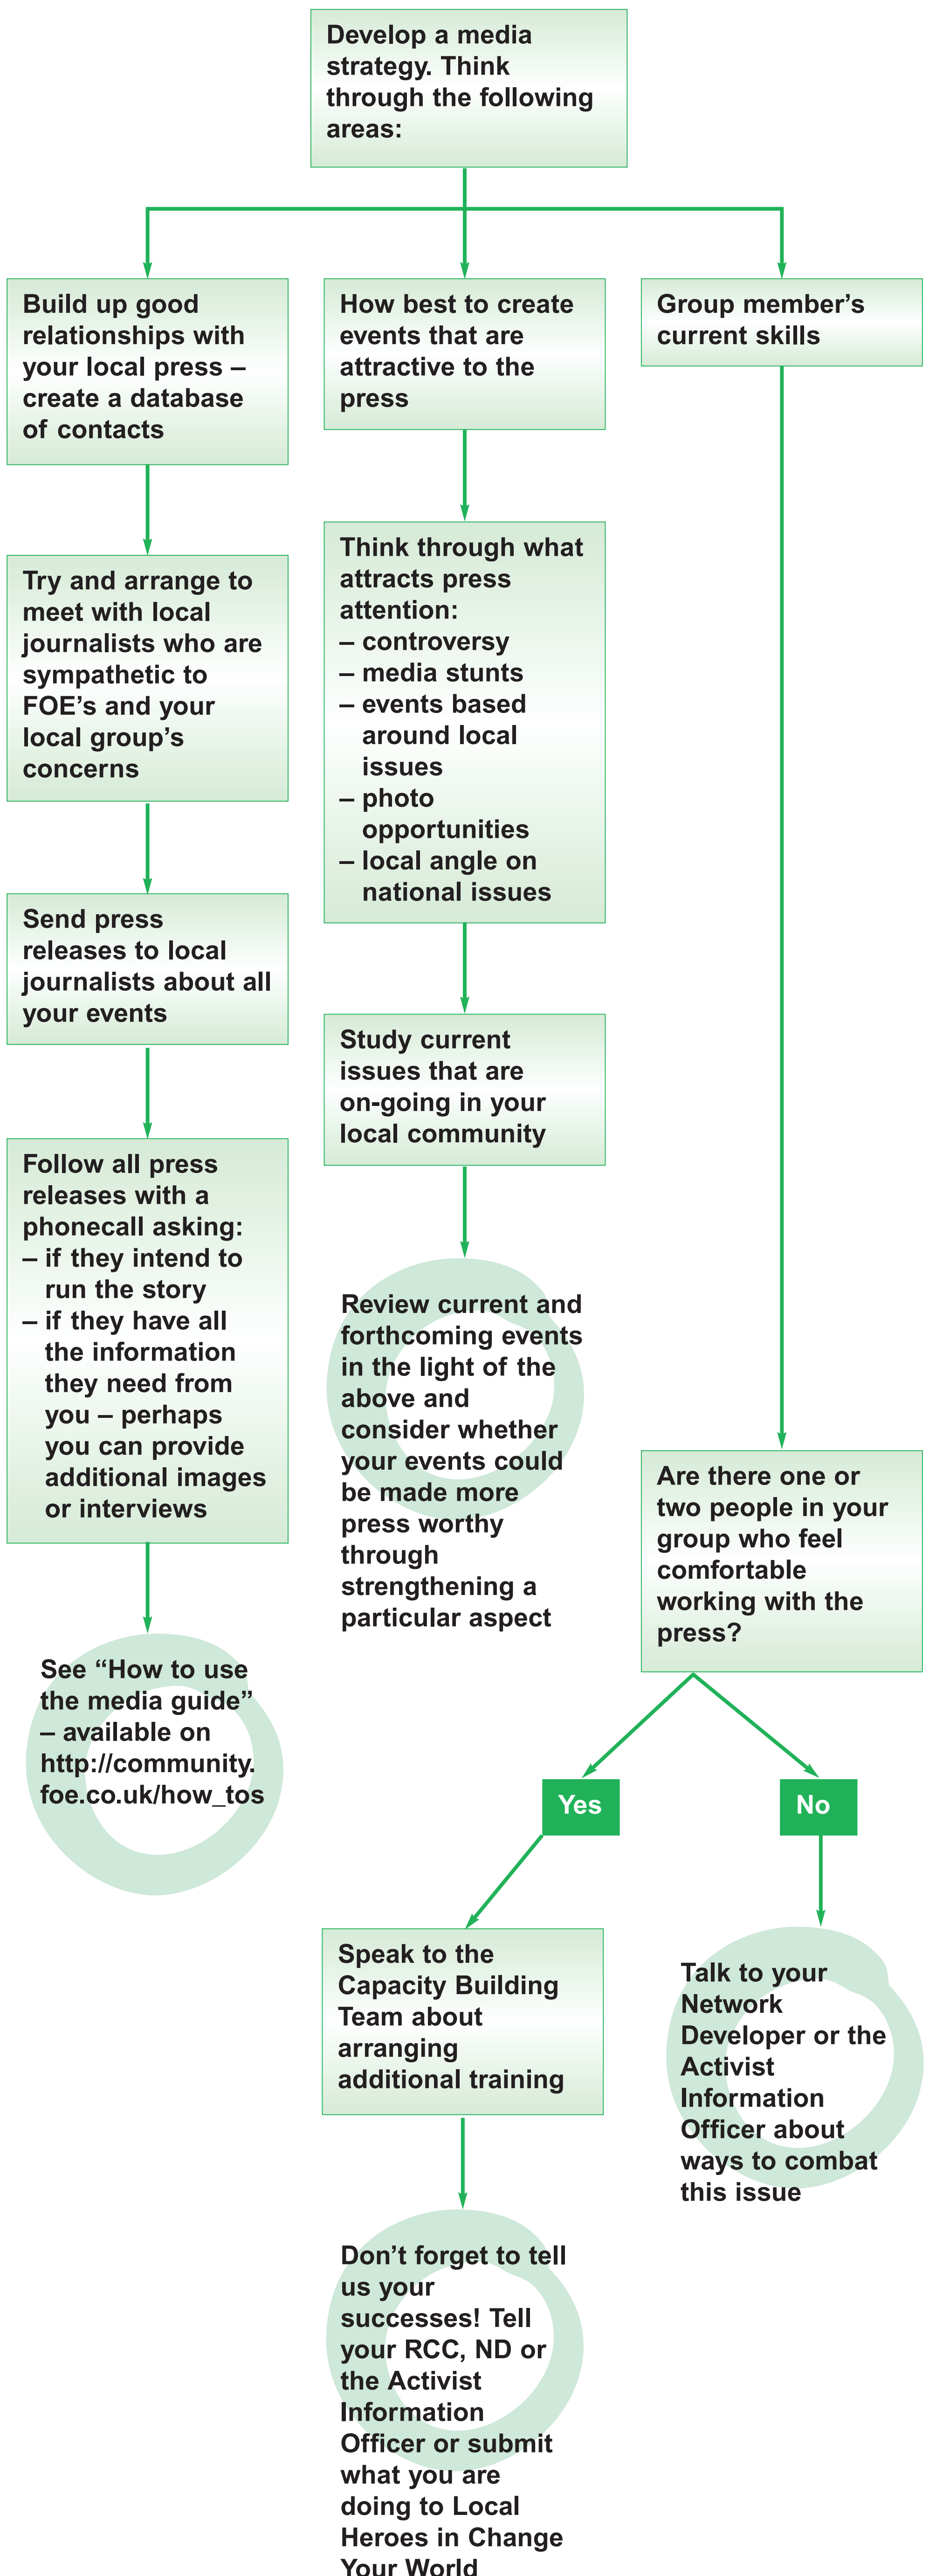 Develop a media
strategy. Think
through the following
areas:
Build up good
relationships with
your local press –
create a database
of contacts
Try and arrange to
meet with local
journalists who are
sympathetic to
FOE’s and your
local group’s
concerns
Send press
releases to local
journalists about all
your events
Follow all press
releases with a
phonecall asking:
– if they intend to
run the story
– if they have all
the information
they need from
you – perhaps
you can provide
additional images
or interviews
See “How to use
the media guide”
– available on
http://community.
foe.co.uk/how_tos
How best to create
events that are
attractive to the
press
Think through what
attracts press
attention:
– controversy
– media stunts
– events based
around local
issues
– photo
opportunities
– local angle on
national issues
Study current
issues that are
on-going in your
local community
Review current and
forthcoming events
in the light of the
above and
consider whether
your events could
be made more
press worthy
through
strengthening a
particular aspect
Group member’s
current skills
Are there one or
two people in your
group who feel
comfortable
working with the
press?
Yes
No
Speak to the
Capacity Building
Team about
arranging
additional training
Don’t forget to tell
us your
successes! Tell
your RCC, ND or
the Activist
Information
Officer or submit
what you are
doing to Local
Heroes in Change
Your World
Talk to your
Network
Developer or the
Activist
Information
Officer about
ways to combat
this issue